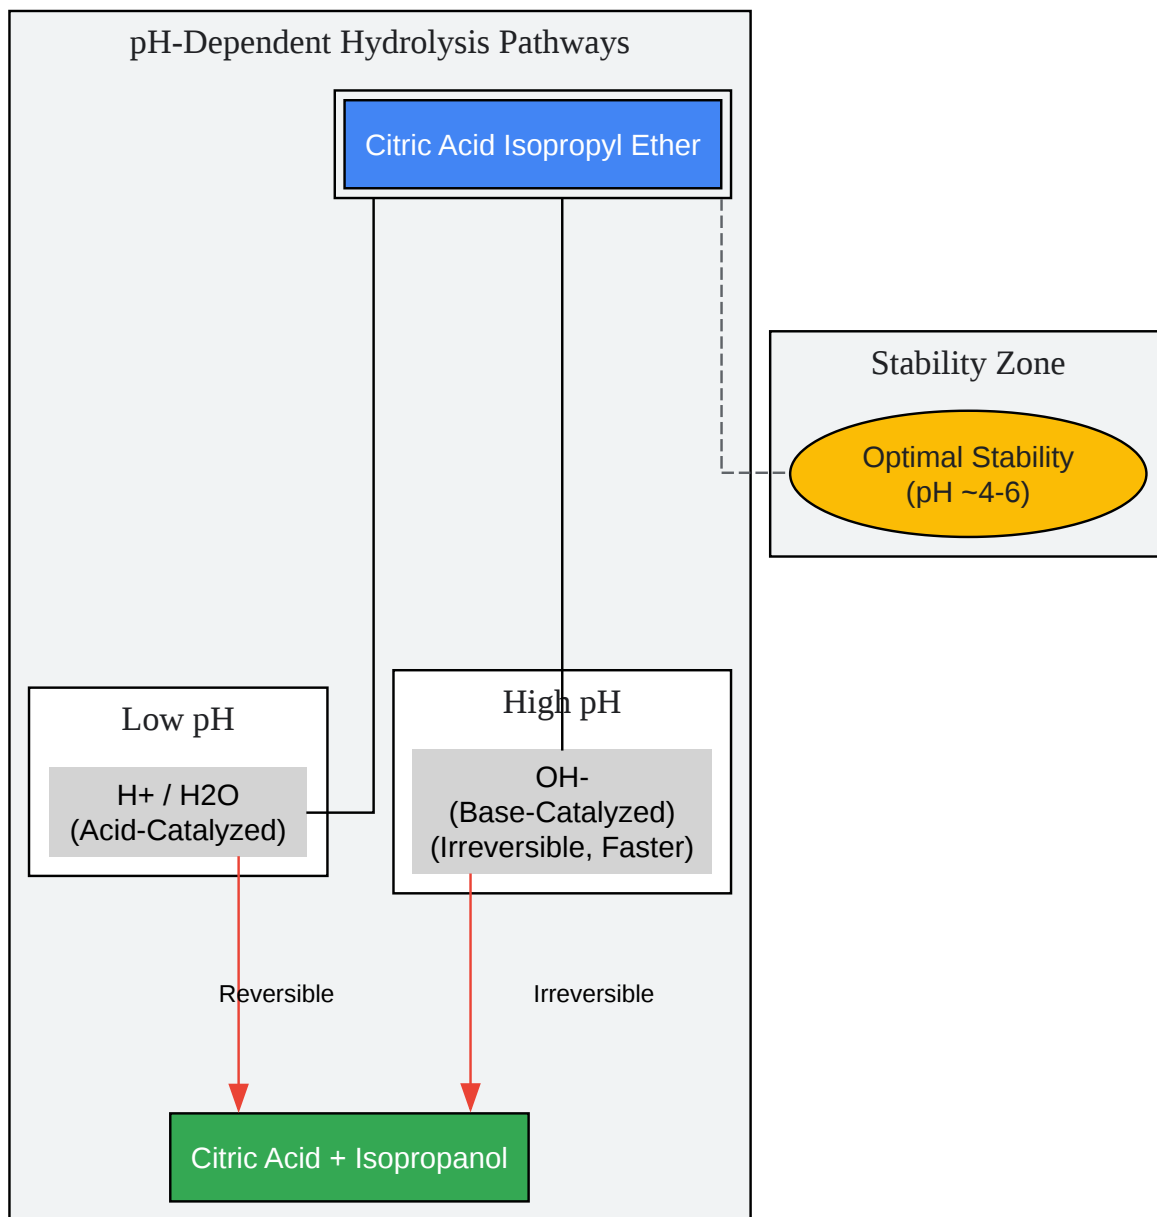 pH-Dependent Hydrolysis Pathways
Citric Acid Isopropyl Ether
Stability Zone
Optimal Stability
(pH ~4-6)
Low pH
H+ / H2O
(Acid-Catalyzed)
High pH
OH-
(Base-Catalyzed)
(Irreversible, Faster)
Reversible
Irreversible
Citric Acid + Isopropanol